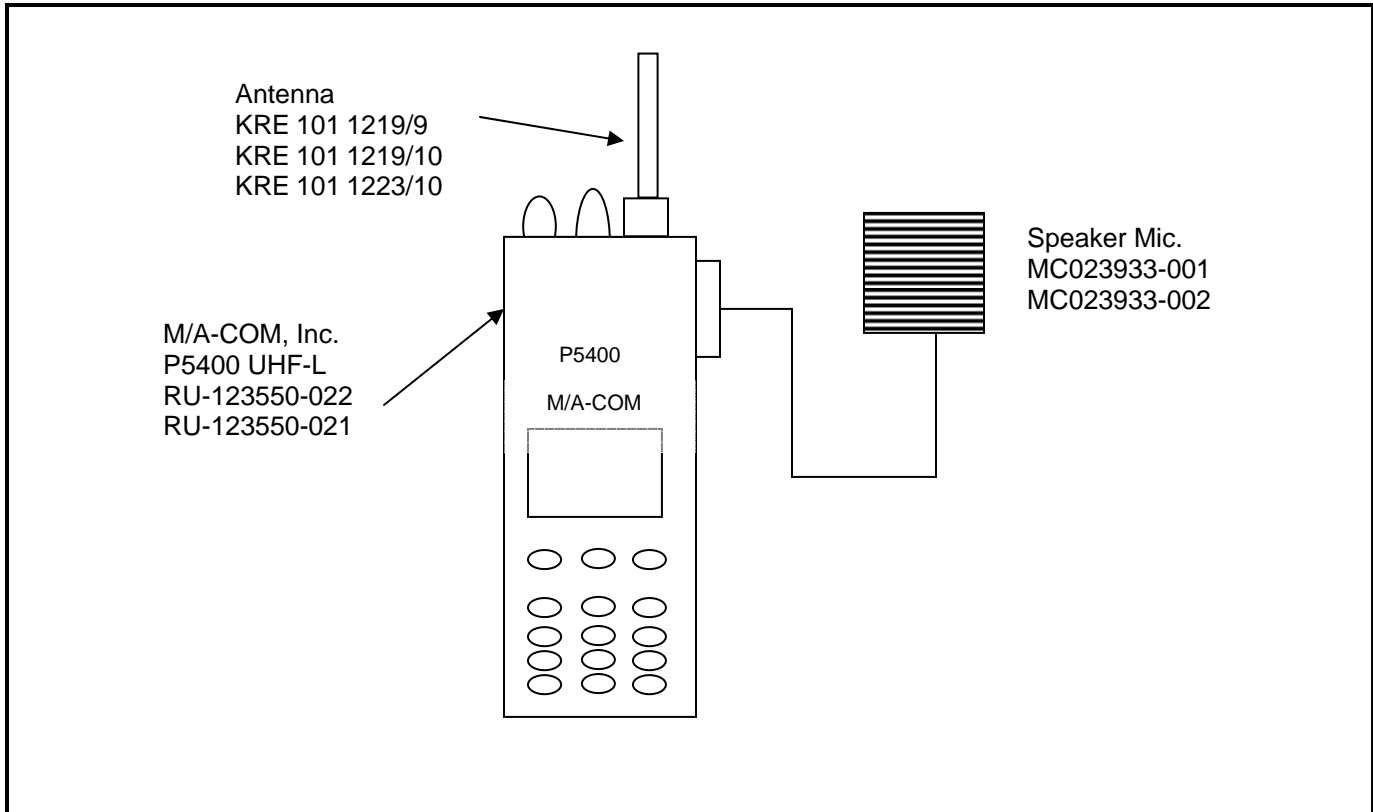 Antenna
KRE 101 1219/9
KRE 101 1219/10
KRE 101 1223/10
Speaker Mic.
MC023933-001
MC023933-002
M/A-COM, Inc.
P5400 UHF-L
RU-123550-022
RU-123550-021
P5400
M/A-COM